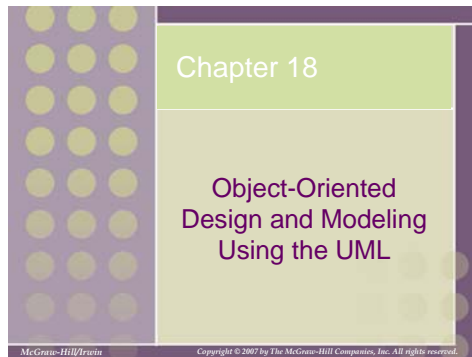 Chapter 18
Object-Oriented
Design and Modeling
Using the UML
McGraw-Hill/Irwin
Copyright © 2007 by The McGraw-Hill Companies, Inc. All rights reserved.